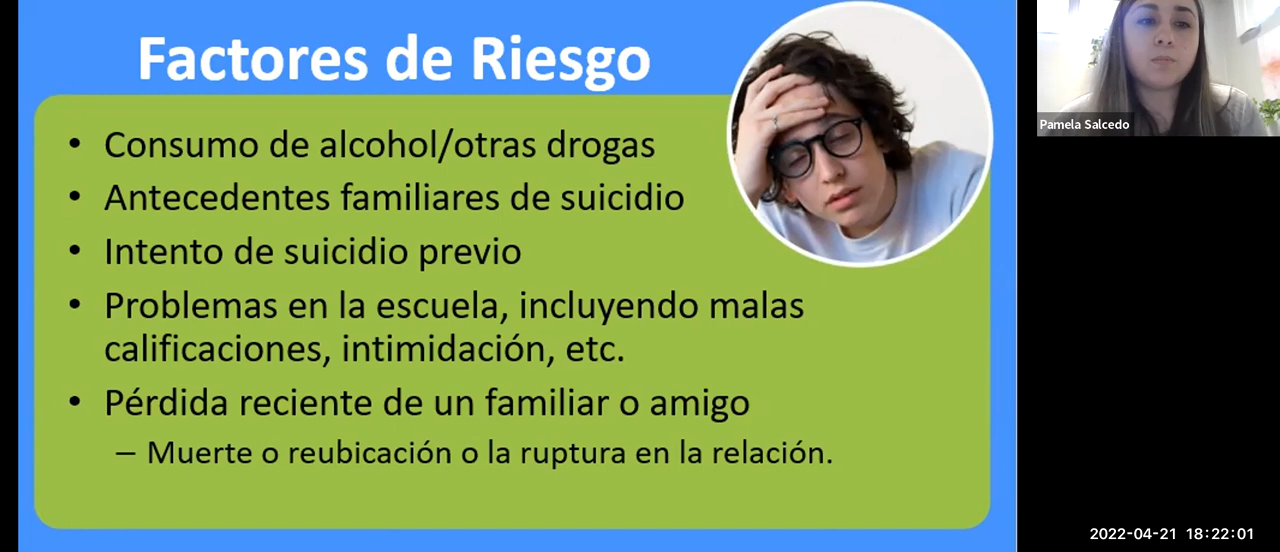 Factores de Riesgo
• Consumo de alcohol/otras drogas
• Antecedentes familiares de suicidio
• Intento de suicidio previo
• Problemas en la escuela, incluyendo malas
calificaciones, intimidación, etc.
• Pérdida reciente de un familiar o amigo
– Muerte o reubicación o la ruptura en la relación.
Pamela Salcedo
2022-04-21 18:22:01